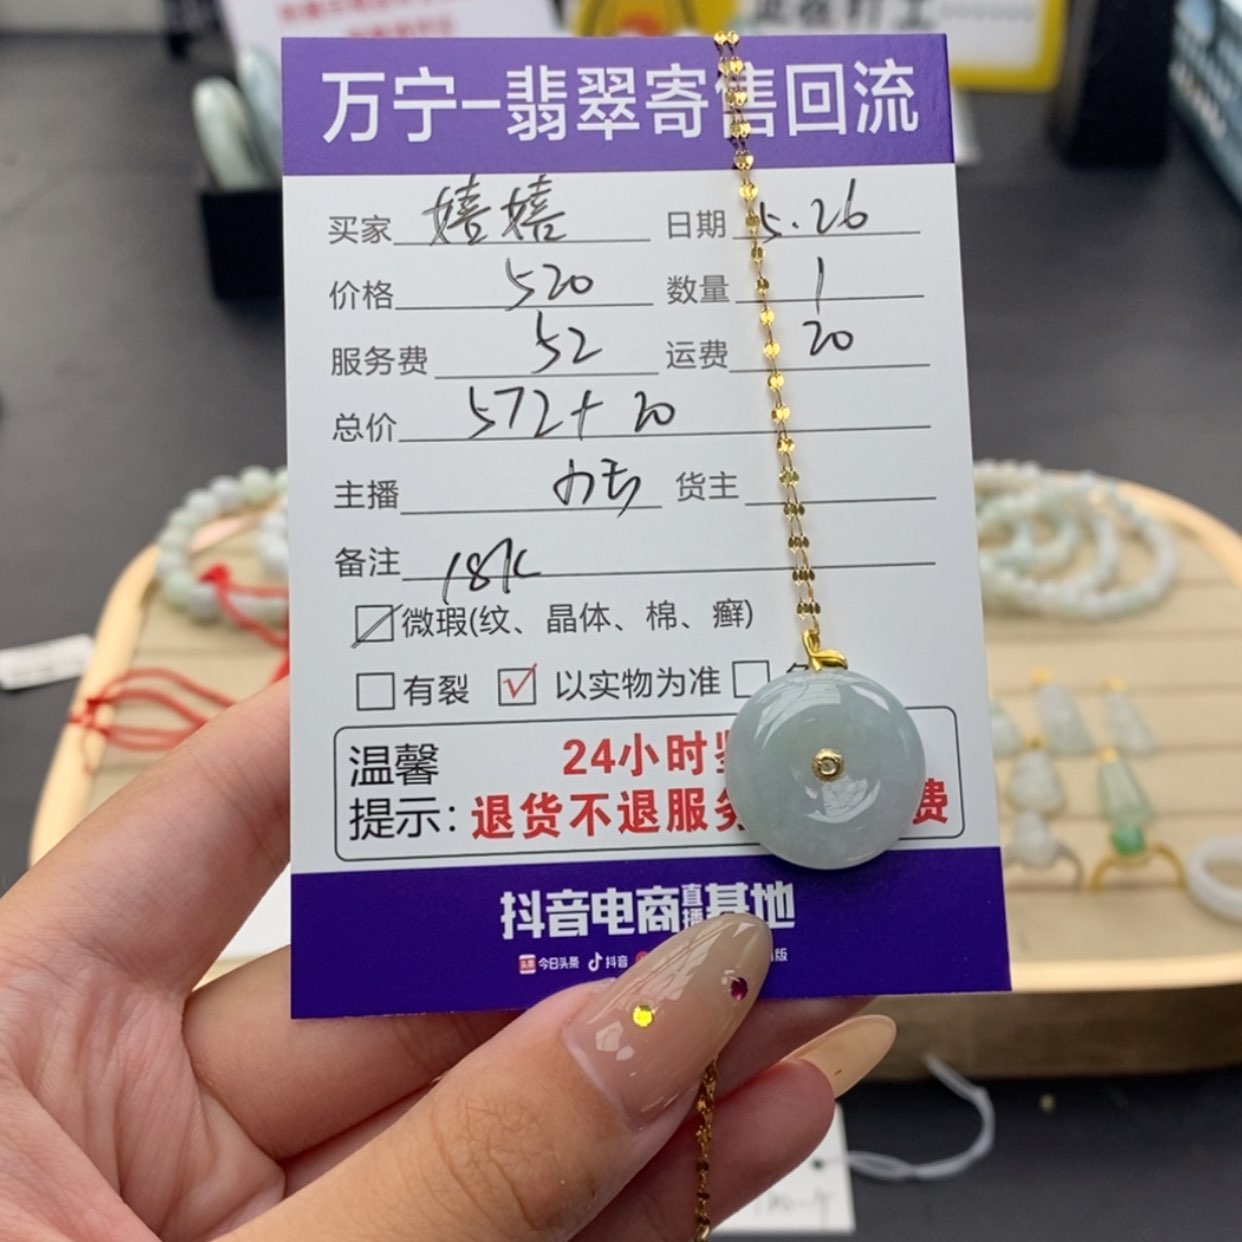 万宁-翡翠寄售回流
买家 嬉嬉 日期 5.26
价格 520 数量 1
服务费 52 运费 20
总价 572+20
主播 货主
备注 18K
微瑕(纹、晶体、棉、癣)
有裂 以实物为准
温馨 24小时
提示: 退货不退服务 费
抖音电商直播基地
今日头条 抖音 版